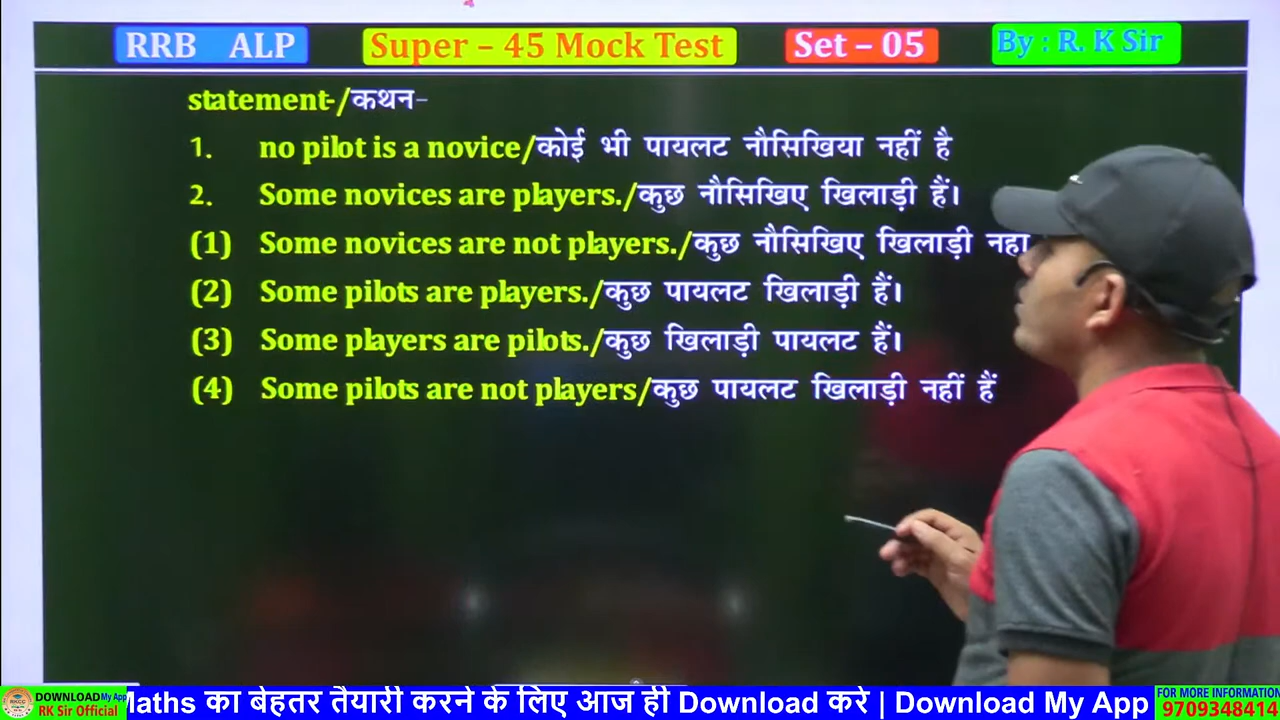 RRB ALP Super – 45 Mock Test Set – 05 By : R. K Sir
statement-/कथन-
1. no pilot is a novice/कोई भी पायलट नौसिखिया नहीं है
2. Some novices are players./कुछ नौसिखिए खिलाड़ी हैं।
(1) Some novices are not players./कुछ नौसिखिए खिलाड़ी
(2) Some pilots are players./कुछ पायलट खिलाड़ी हैं।
(3) Some players are pilots./कुछ खिलाड़ी पायलट हैं।
(4) Some pilots are not players/कुछ पायलट खिलाड़ी नहीं हैं
DOWNLOAD My App
RK Sir Official
Maths का बेहतर तैयारी करने के लिए आज ही Download करे | Download My App
FOR MORE INFORMATION
9709348414